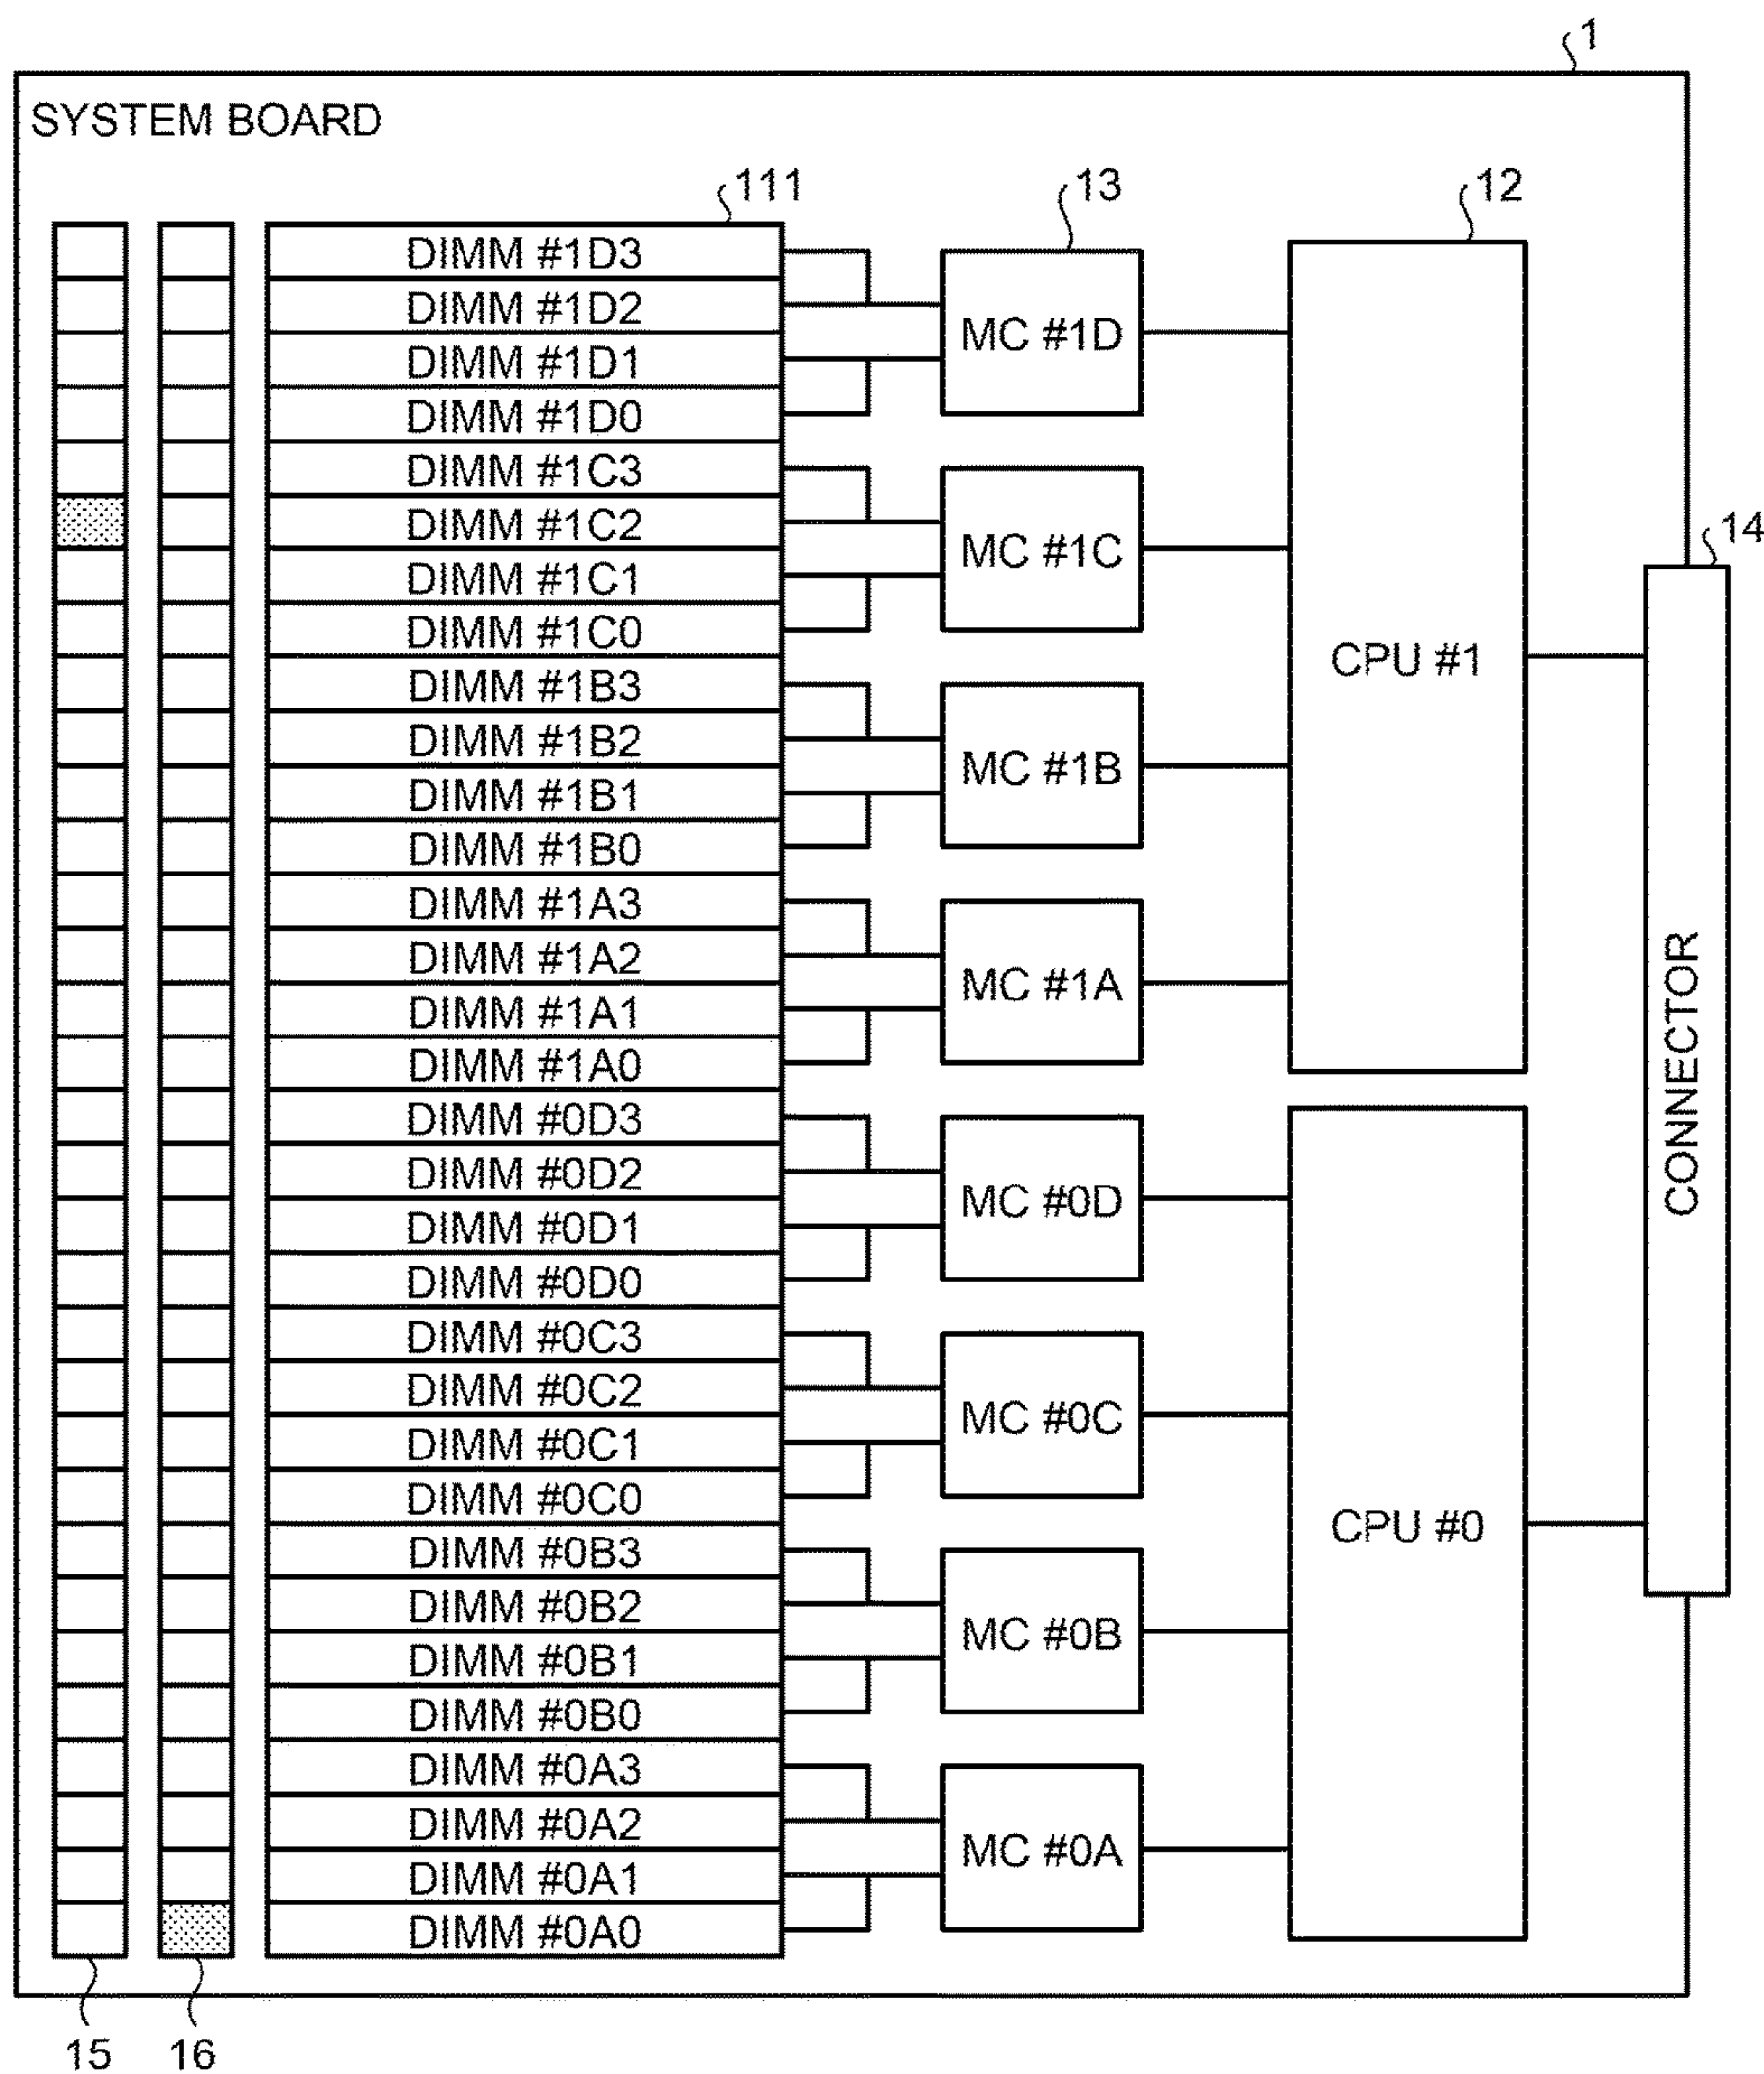 1
SYSTEM BOARD
111
13
12
DIMM #1D3
DIMM #1D2
DIMM #1D1
DIMM #1D0
DIMM #1C3
DIMM #1C2
DIMM #1C1
DIMM #1C0
DIMM #1B3
DIMM #1B2
DIMM #1B1
DIMM #1B0
DIMM #1A3
DIMM #1A2
DIMM #1A1
DIMM #1A0
DIMM #0D3
DIMM #0D2
DIMM #0D1
DIMM #0D0
DIMM #0C3
DIMM #0C2
DIMM #0C1
DIMM #0C0
DIMM #0B3
DIMM #0B2
DIMM #0B1
DIMM #0B0
DIMM #0A3
DIMM #0A2
DIMM #0A1
DIMM #0A0
MC #1D
MC #1C
MC #1B
MC #1A
MC #0D
MC #0C
MC #0B
MC #0A
CPU #1
CPU #0
14
CONNECTOR
15
16